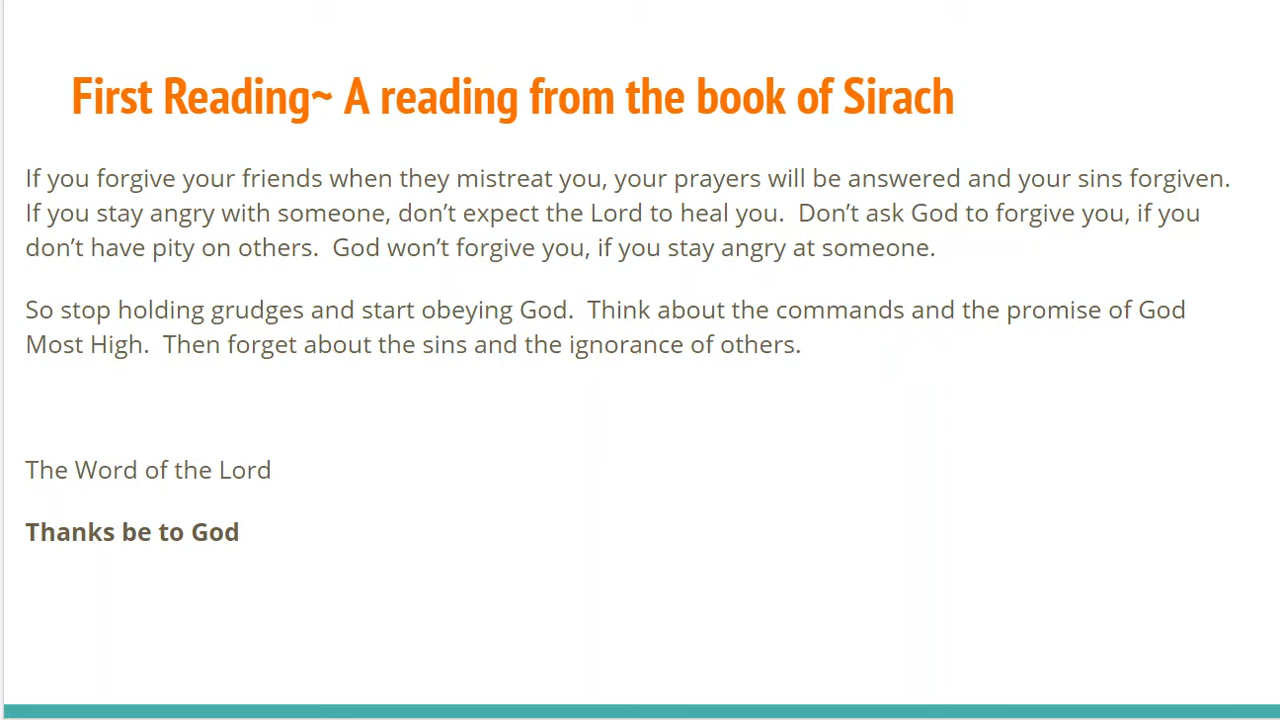 First Reading~ A reading from the book of Sirach
If you forgive your friends when they mistreat you, your prayers will be answered and your sins forgiven.
If you stay angry with someone, don’t expect the Lord to heal you.  Don’t ask God to forgive you, if you
don’t have pity on others.  God won’t forgive you, if you stay angry at someone.
So stop holding grudges and start obeying God.  Think about the commands and the promise of God
Most High.  Then forget about the sins and the ignorance of others.
The Word of the Lord
Thanks be to God